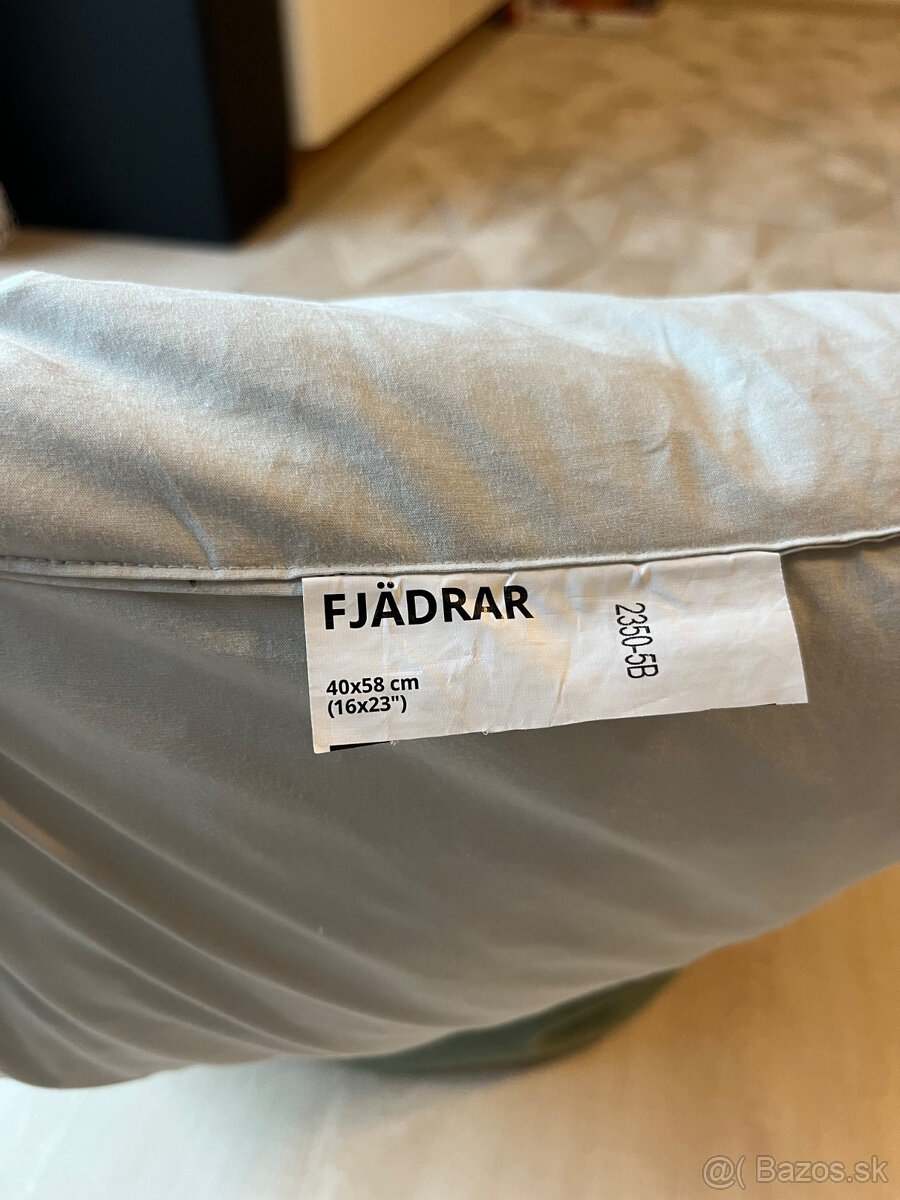 FJÄDRAR
2350-5B
40x58 cm
(16x23")
@( Bazos.sk